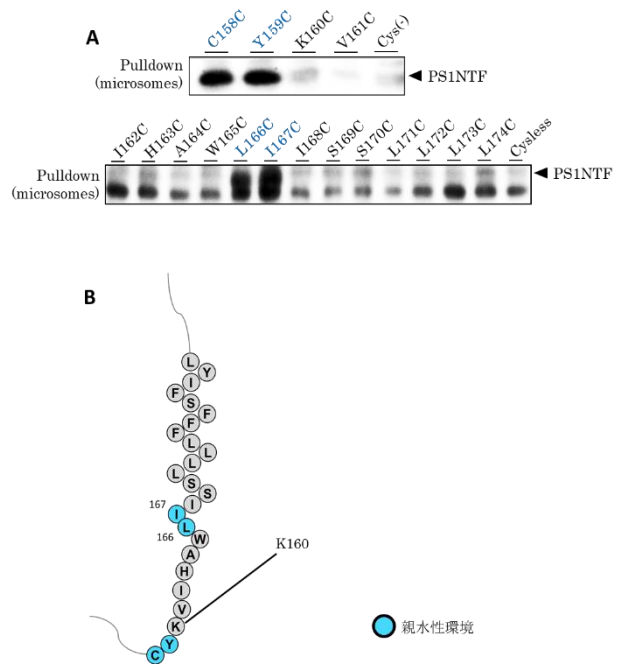 A
C158C Y159C K160C V161C Cys(-)
Pulldown
(microsomes)
◄ PS1NTF
I162C H163C A164C W165C L166C I167C I168C S169C S170C L171C L172C L173C L174C Cysless
Pulldown
(microsomes)
◄ PS1NTF
B
L
Y
I
F
S
F
F
F
L
L
L
L
S
S
I
167
I
L
166
W
A
H
I
V
K
K160
Y
C
親水性環境